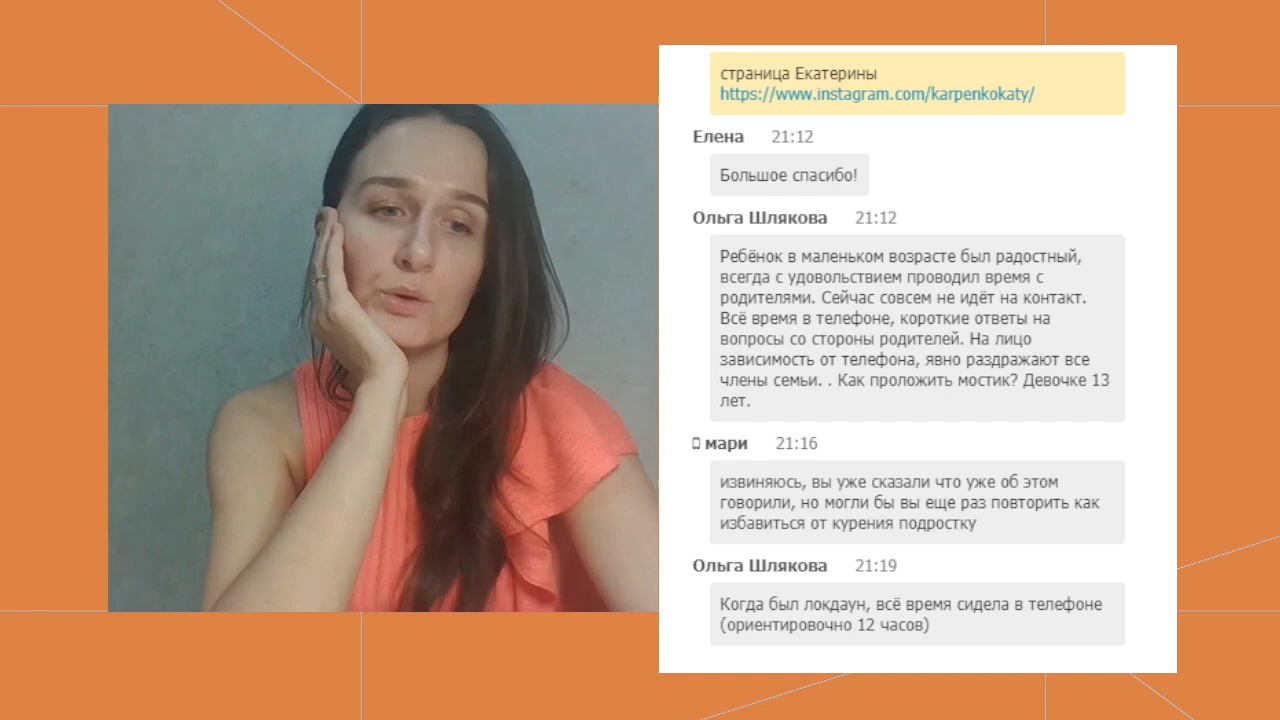 страница Екатерины
https://www.instagram.com/karpenkokaty/
Елена 21:12
Большое спасибо!
Ольга Шлякова 21:12
Ребёнок в маленьком возрасте был радостный,
всегда с удовольствием проводил время с
родителями. Сейчас совсем не идёт на контакт.
Всё время в телефоне, короткие ответы на
вопросы со стороны родителей. На лицо
зависимость от телефона, явно раздражают все
члены семьи. . Как проложить мостик? Девочке 13
лет.
мари 21:16
извиняюсь, вы уже сказали что уже об этом
говорили, но могли бы вы еще раз повторить как
избавиться от курения подростку
Ольга Шлякова 21:19
Когда был локдаун, всё время сидела в телефоне
(ориентировочно 12 часов)